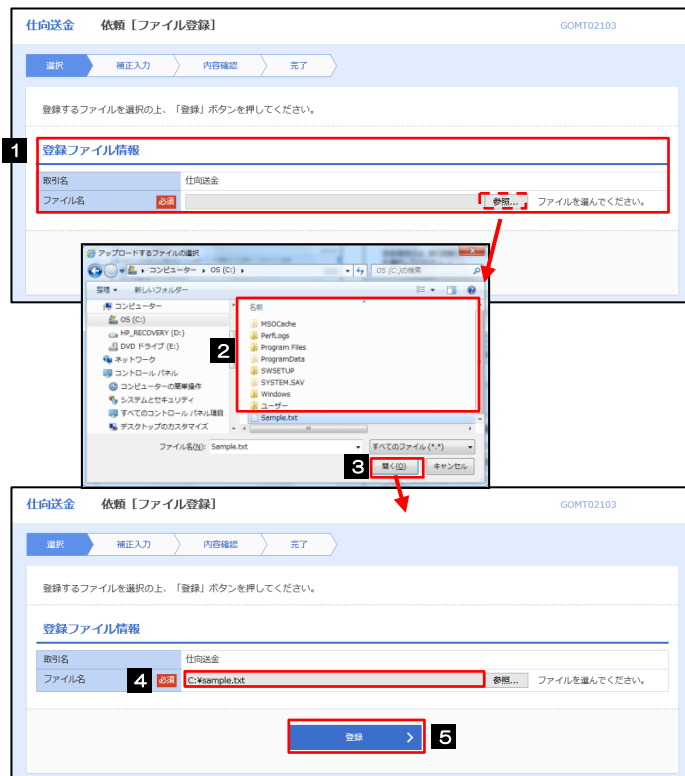 仕向送金 依頼［ファイル登録］ GOMT02103
選択 補正入力 内容確認 完了
登録するファイルを選択の上、「登録」ボタンを押してください。
1
登録ファイル情報
取引名 仕向送金
ファイル名 必須 参照... ファイルを選んでください。
アップロードするファイルの選択
コンピューター OS (C:) OS (C:)の検索
整理 新しいフォルダー
コンピューター
OS (C:)
HP_RECOVERY (D:)
DVD ドライブ (E:)
ネットワーク
コントロール パネル
コンピューターの簡単操作
システムとセキュリティ
すべてのコントロール パネル項目
デスクトップのカスタマイズ
2
名前
MSOCache
PerfLogs
Program Files
ProgramData
SWSETUP
SYSTEM.SAV
Windows
ユーザー
Sample.txt
ファイル名(N): Sample.txt すべてのファイル (*.*)
3 開く(O) キャンセル
仕向送金 依頼［ファイル登録］ GOMT02103
選択 補正入力 内容確認 完了
登録するファイルを選択の上、「登録」ボタンを押してください。
登録ファイル情報
取引名 仕向送金
ファイル名 4 必須 C:¥sample.txt 参照... ファイルを選んでください。
登録 5